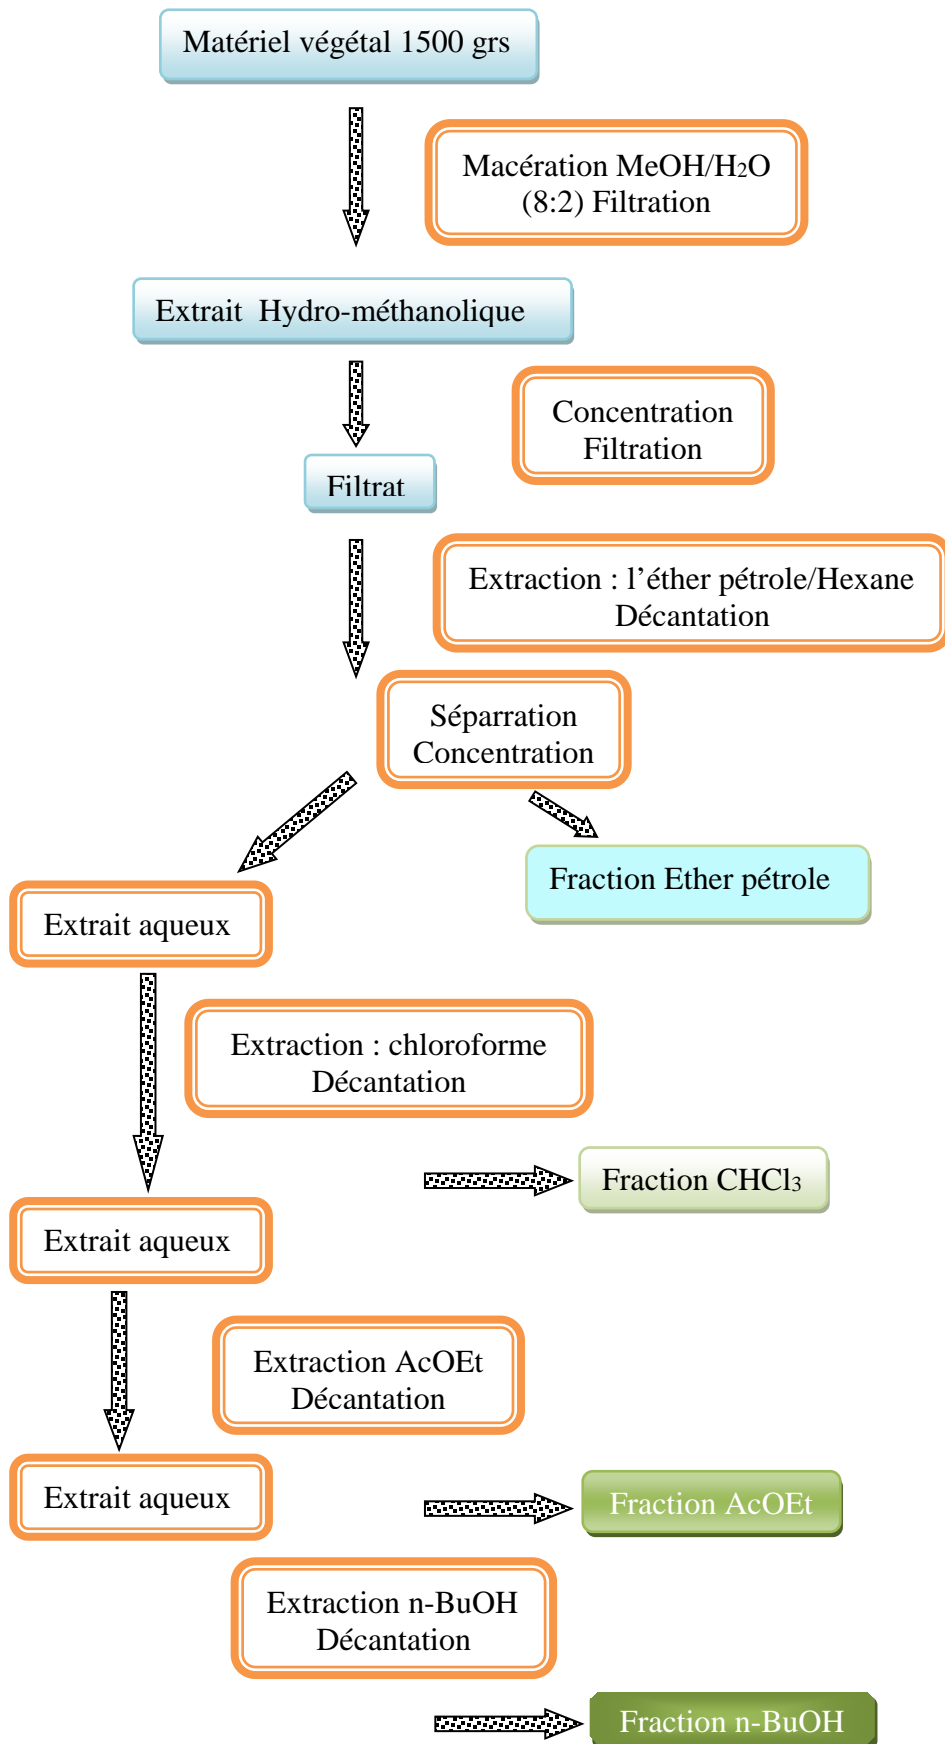 Matériel végétal 1500 grs
Macération MeOH/H₂O
(8:2) Filtration
Extrait  Hydro-méthanolique
Concentration
Filtration
Filtrat
Extraction : l’éther pétrole/Hexane
Décantation
Séparration
Concentration
Fraction Ether pétrole
Extrait aqueux
Extraction : chloroforme
Décantation
Fraction CHCl₃
Extrait aqueux
Extraction AcOEt
Décantation
Extrait aqueux
Fraction AcOEt
Extraction n-BuOH
Décantation
Fraction n-BuOH